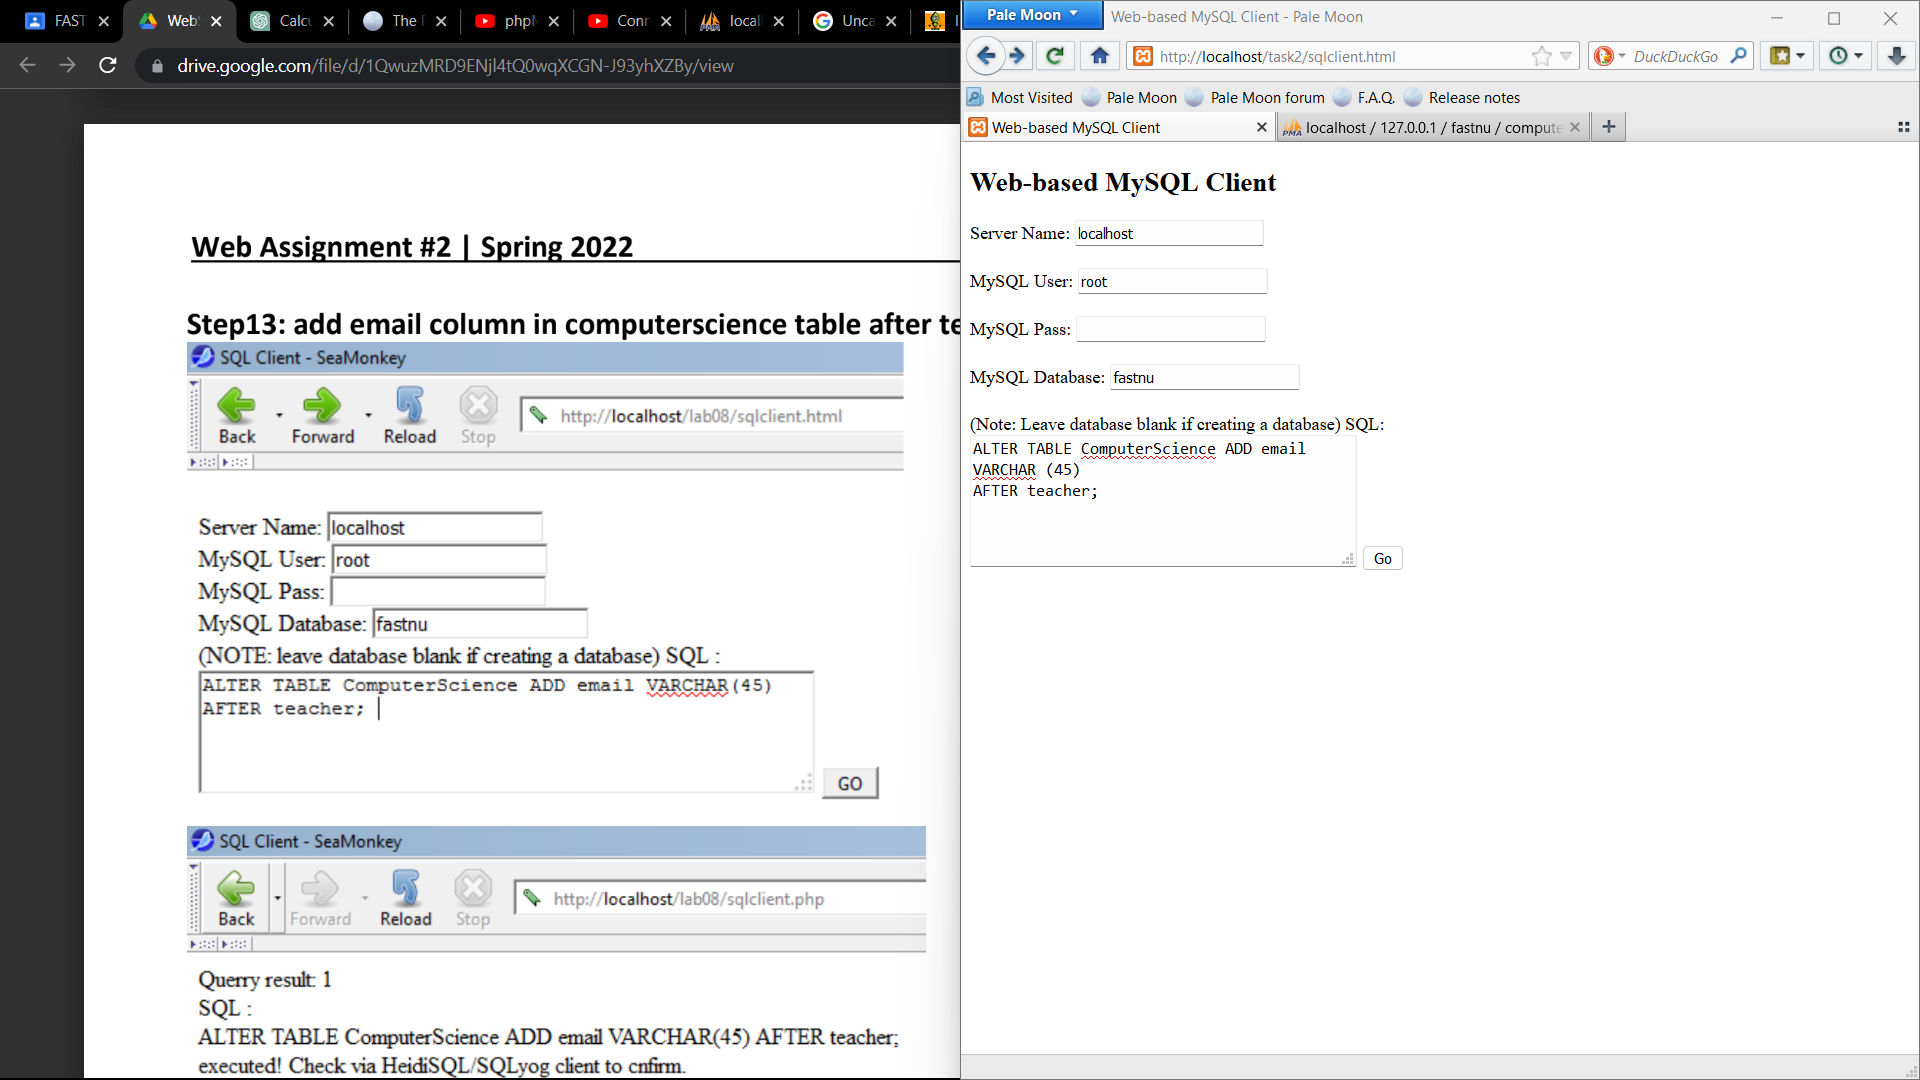 FAST
Web
Calcu
The F
phpM
Conn
locall
Unca
drive.google.com/file/d/1QwuzMRD9ENjl4tQ0wqXCGN-J93yhXZBy/view
Web Assignment #2 | Spring 2022
Step13: add email column in computerscience table after te
SQL Client - SeaMonkey
Back
Forward
Reload
Stop
http://localhost/lab08/sqlclient.html
Server Name: localhost
MySQL User: root
MySQL Pass:
MySQL Database: fastnu
(NOTE: leave database blank if creating a database) SQL :
ALTER TABLE ComputerScience ADD email VARCHAR(45)
AFTER teacher;
GO
SQL Client - SeaMonkey
Back
Forward
Reload
Stop
http://localhost/lab08/sqlclient.php
Querry result: 1
SQL :
ALTER TABLE ComputerScience ADD email VARCHAR(45) AFTER teacher;
executed! Check via HeidiSQL/SQLyog client to cnfirm.
Pale Moon
Web-based MySQL Client - Pale Moon
http://localhost/task2/sqlclient.html
DuckDuckGo
Most Visited
Pale Moon
Pale Moon forum
F.A.Q.
Release notes
Web-based MySQL Client
PMA
localhost / 127.0.0.1 / fastnu / compute
Web-based MySQL Client
Server Name: localhost
MySQL User: root
MySQL Pass:
MySQL Database: fastnu
(Note: Leave database blank if creating a database) SQL:
ALTER TABLE ComputerScience ADD email
VARCHAR (45)
AFTER teacher;
Go